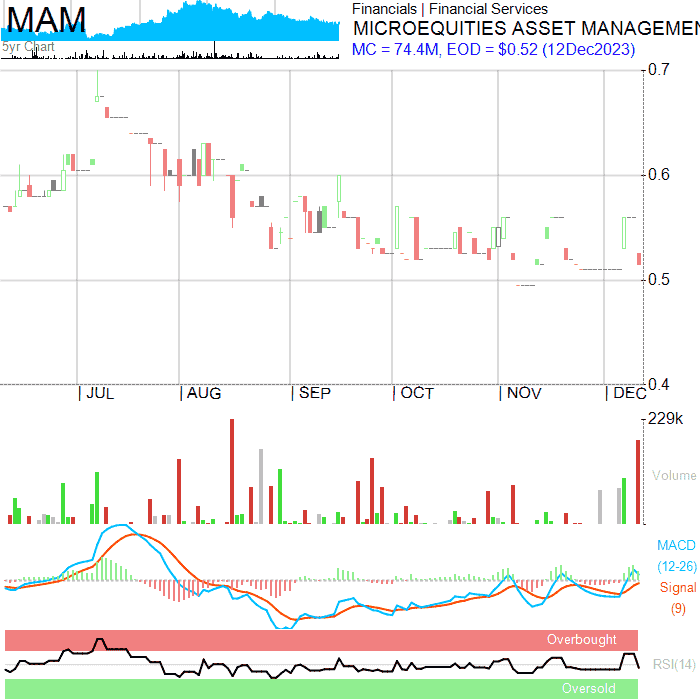 MAM
5yr Chart
Financials | Financial Services
MICROEQUITIES ASSET MANAGEMEN
MC = 74.4M, EOD = $0.52 (12Dec2023)
0.7
0.6
0.5
0.4
| JUL | AUG | SEP | OCT | NOV | DEC
229k
Volume
MACD
(12-26)
Signal
(9)
Overbought
RSI(14)
Oversold